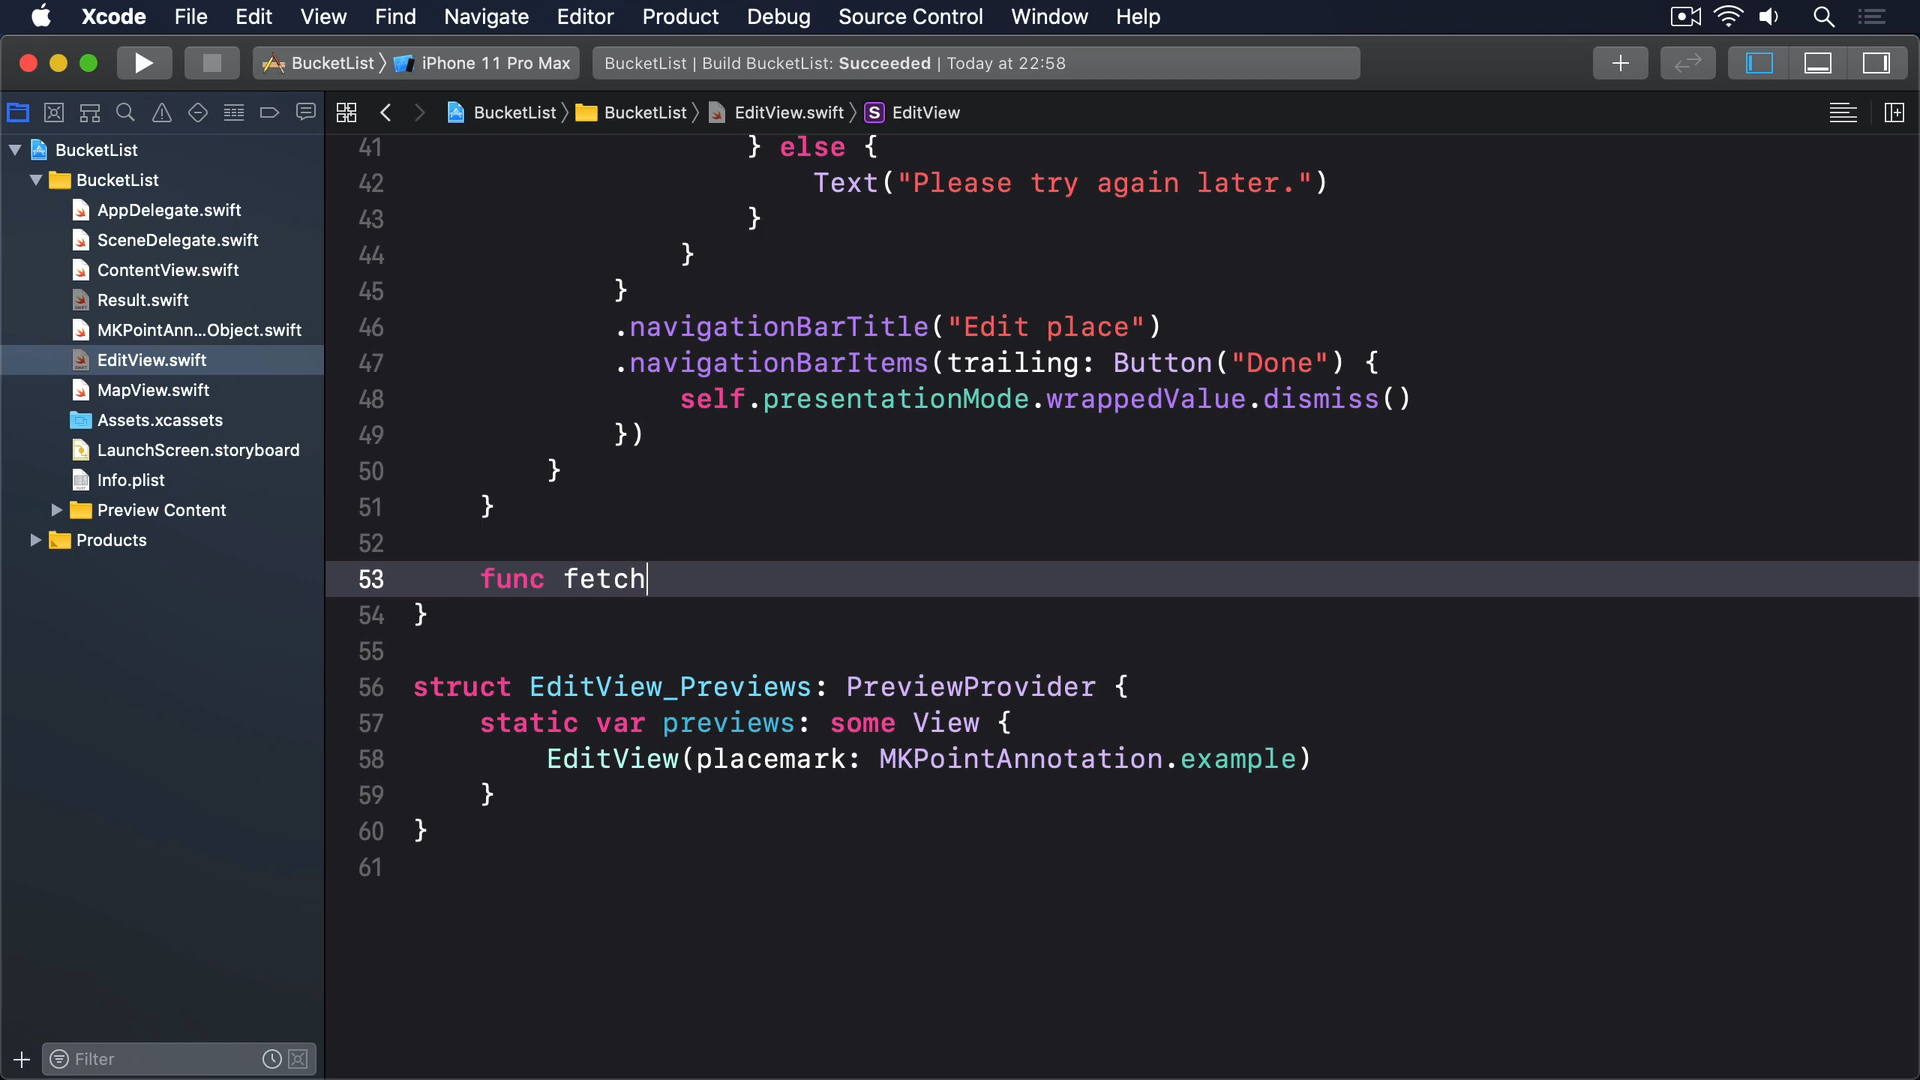 Xcode File Edit View Find Navigate Editor Product Debug Source Control Window Help
BucketList iPhone 11 Pro Max BucketList | Build BucketList: Succeeded | Today at 22:58
BucketList BucketList EditView.swift S EditView
BucketList
BucketList
AppDelegate.swift
SceneDelegate.swift
ContentView.swift
Result.swift
MKPointAnn...Object.swift
EditView.swift
MapView.swift
Assets.xcassets
LaunchScreen.storyboard
Info.plist
Preview Content
Products
Filter
41 } else {
42 Text("Please try again later.")
43 }
44 }
45 }
46 .navigationBarTitle("Edit place")
47 .navigationBarItems(trailing: Button("Done") {
48 self.presentationMode.wrappedValue.dismiss()
49 })
50 }
51 }
52
53 func fetch
54 }
55
56 struct EditView_Previews: PreviewProvider {
57 static var previews: some View {
58 EditView(placemark: MKPointAnnotation.example)
59 }
60 }
61